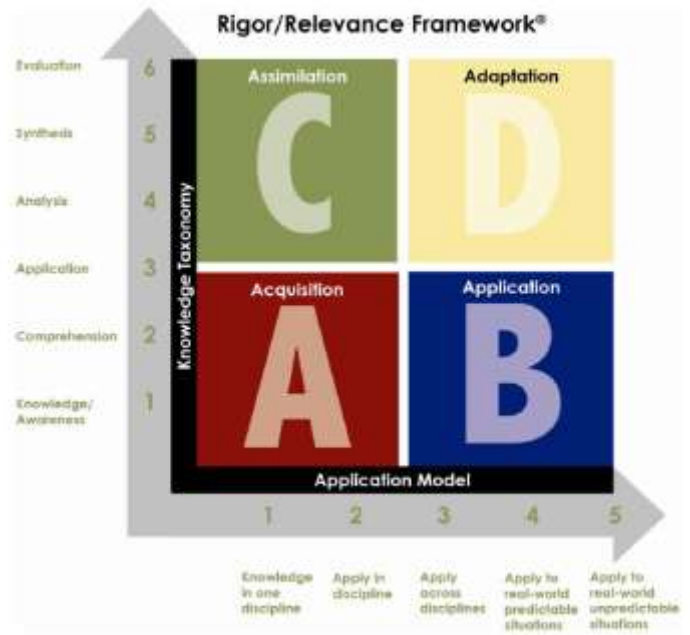 Rigor/Relevance Framework®
Evaluation
6
Synthesis
5
Analysis
4
Application
3
Comprehension
2
Knowledge/
Awareness
1
Knowledge Taxonomy
Assimilation
C
Adaptation
D
Acquisition
A
Application
B
Application Model
1
2
3
4
5
Knowledge
in one
discipline
Apply in
discipline
Apply
across
disciplines
Apply to
real-world
predictable
situations
Apply to
real-world
unpredictable
situations